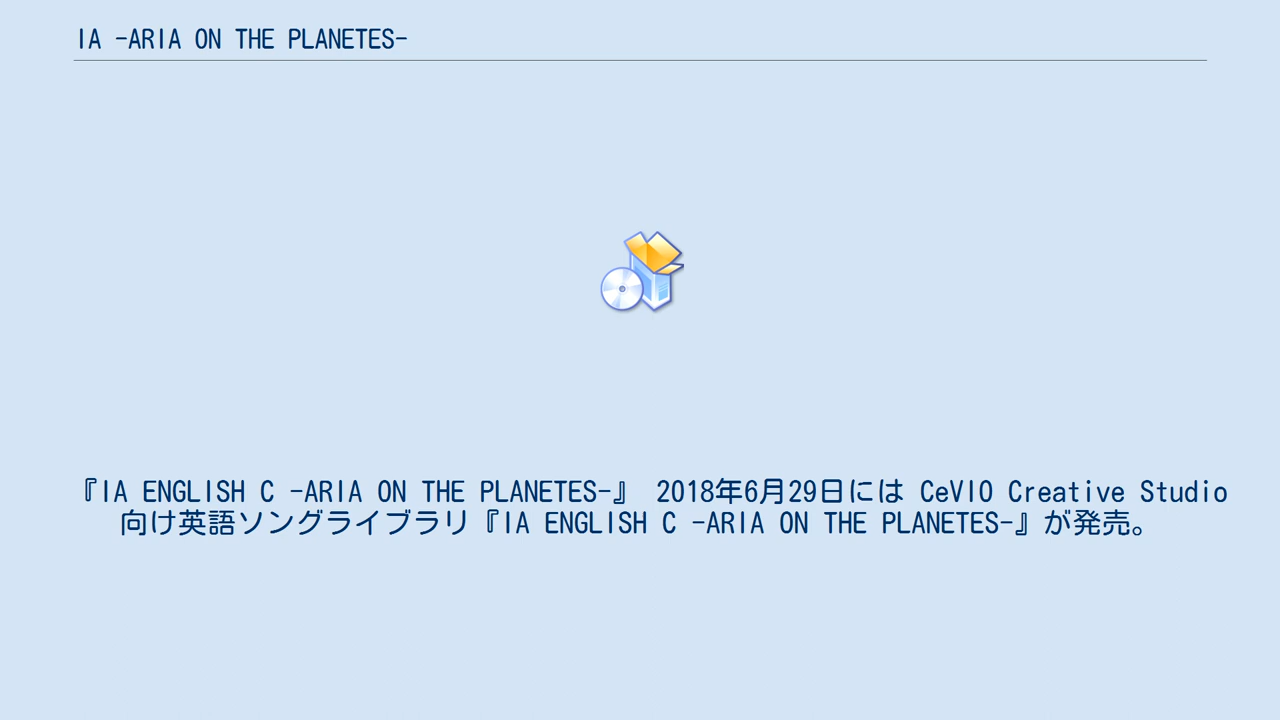 IA -ARIA ON THE PLANETES-
『IA ENGLISH C -ARIA ON THE PLANETES-』 2018年6月29日には CeVIO Creative Studio
向け英語ソングライブラリ『IA ENGLISH C -ARIA ON THE PLANETES-』が発売。